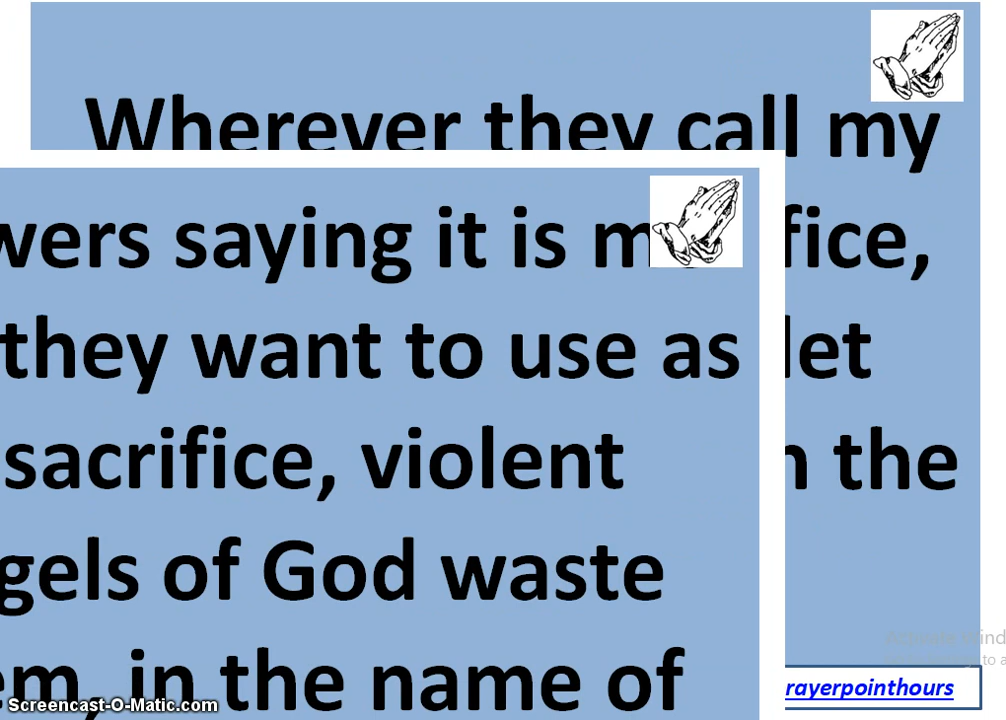 Wherever they call my
fice,
let
the
wers saying it is m
they want to use as
sacrifice, violent
gels of God waste
em, in the name of
rayerpointhours
Screencast-O-Matic.com